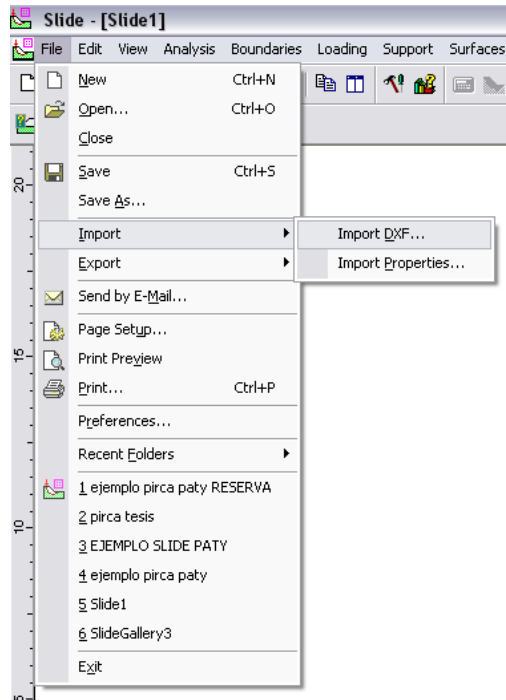 Slide - [Slide1]
File Edit View Analysis Boundaries Loading Support Surfaces
New Ctrl+N
Open... Ctrl+O
Close
Save Ctrl+S
Save As...
Import
Import DXF...
Export
Import Properties...
Send by E-Mail...
Page Setup...
Print Preview
Print... Ctrl+P
Preferences...
Recent Folders
1 ejemplo pirca paty RESERVA
2 pirca tesis
3 EJEMPLO SLIDE PATY
4 ejemplo pirca paty
5 Slide1
6 SlideGallery3
Exit
20
15
10